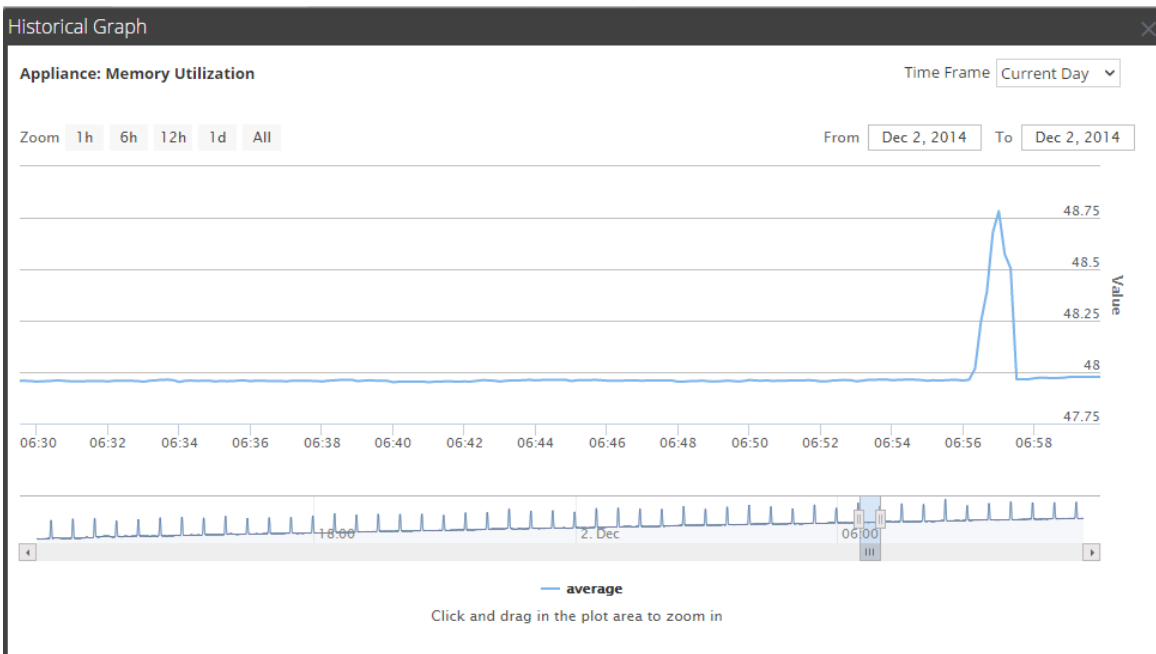 Historical Graph
Appliance: Memory Utilization
Time Frame Current Day
Zoom 1h 6h 12h 1d All
From Dec 2, 2014 To Dec 2, 2014
48.75
48.5
48.25
48
47.75
Value
06:30 06:32 06:34 06:36 06:38 06:40 06:42 06:44 06:46 06:48 06:50 06:52 06:54 06:56 06:58
18:00 2. Dec 06:00
average
Click and drag in the plot area to zoom in